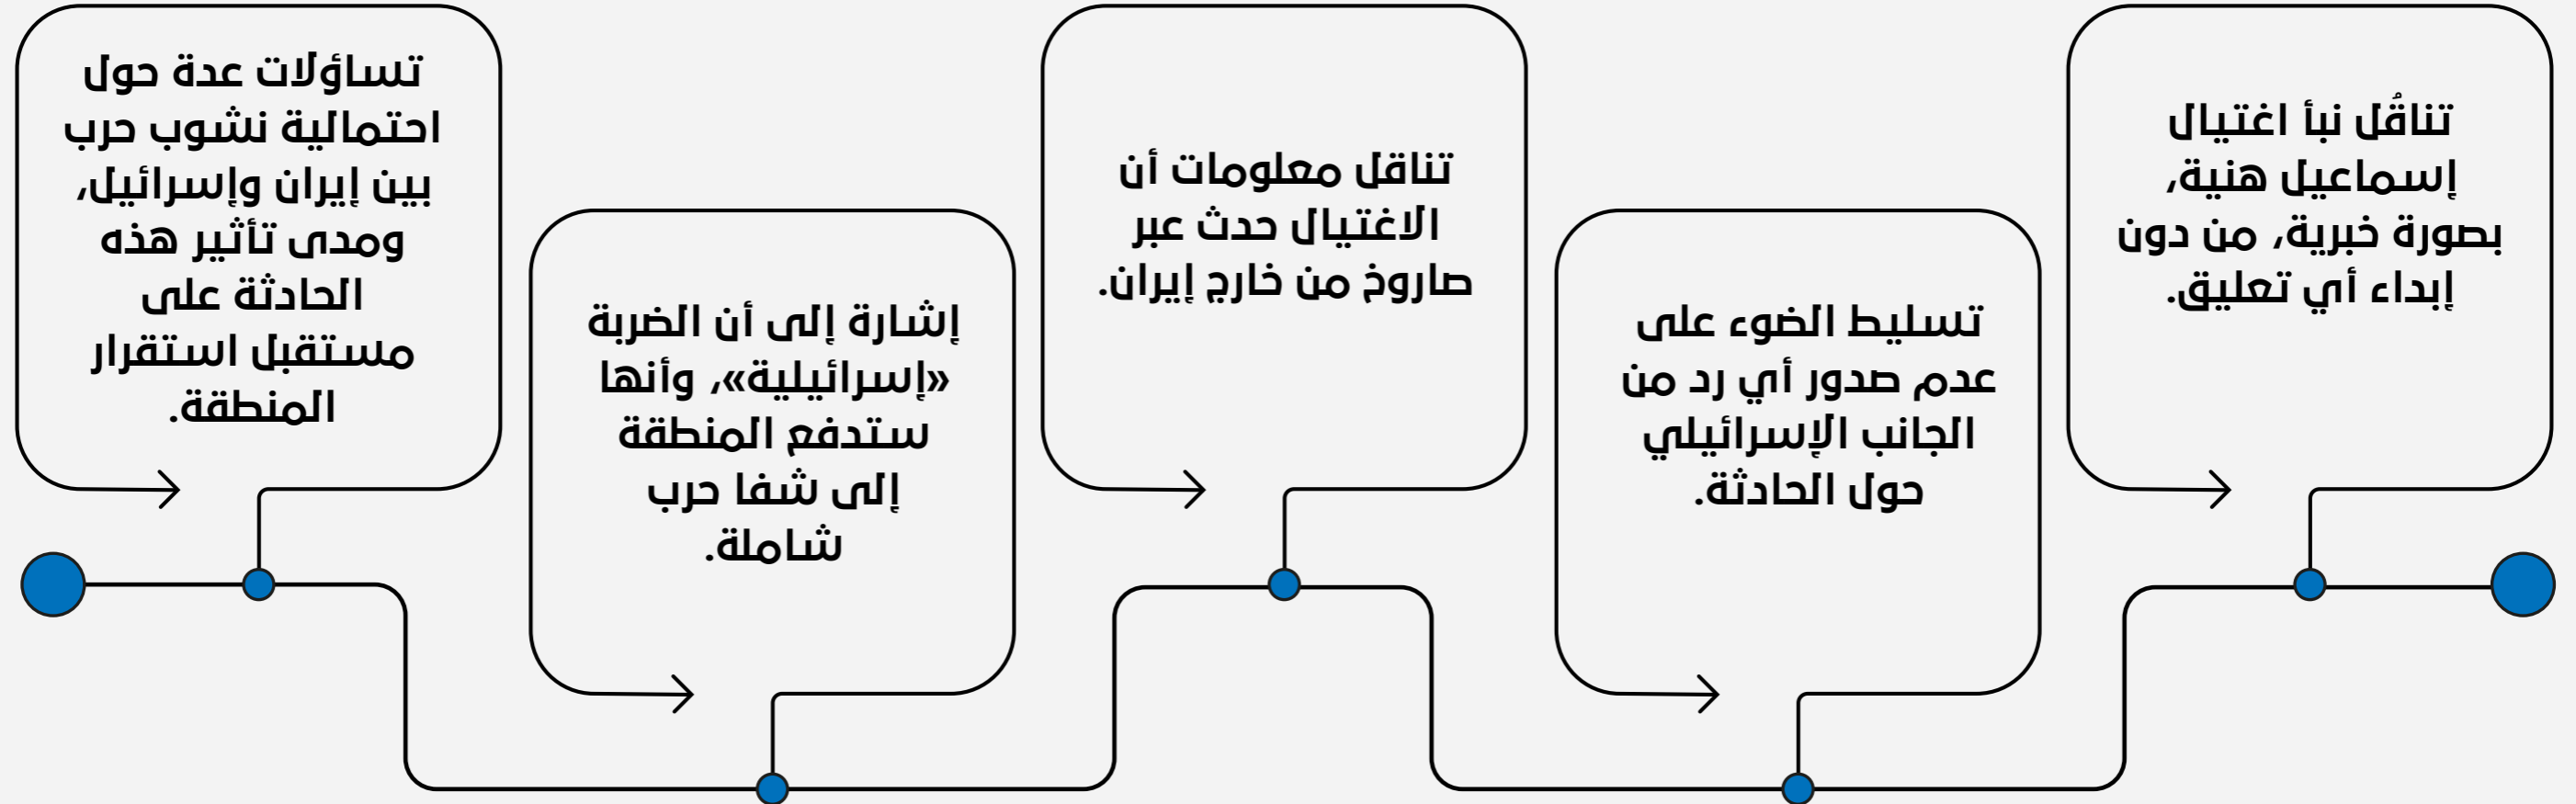 تناقُل نبأ اغتيال
إسماعيل هنية،
بصورة خبرية، من دون
إبداء أي تعليق.
تسليط الضوء على
عدم صدور أي رد من
الجانب الإسرائيلي
حول الحادثة.
تناقل معلومات أن
الاغتيال حدث عبر
صاروخ من خارج إيران.
إشارة إلى أن الضربة
«إسرائيلية»، وأنها
ستدفع المنطقة
إلى شفا حرب
شاملة.
تساؤلات عدة حول
احتمالية نشوب حرب
بين إيران وإسرائيل،
ومدى تأثير هذه
الحادثة على
مستقبل استقرار
المنطقة.